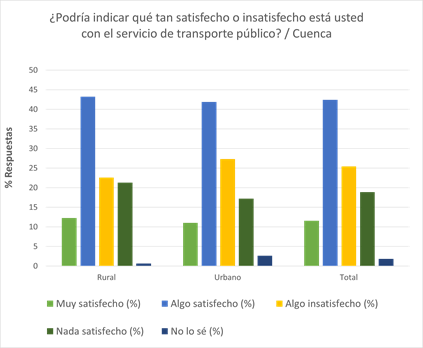 ¿Podría indicar qué tan satisfecho o insatisfecho está usted
con el servicio de transporte público? / Cuenca
% Respuestas
50
45
40
35
30
25
20
15
10
5
0
Rural
Urbano
Total
Muy satisfecho (%)
Algo satisfecho (%)
Algo insatisfecho (%)
Nada satisfecho (%)
No lo sé (%)